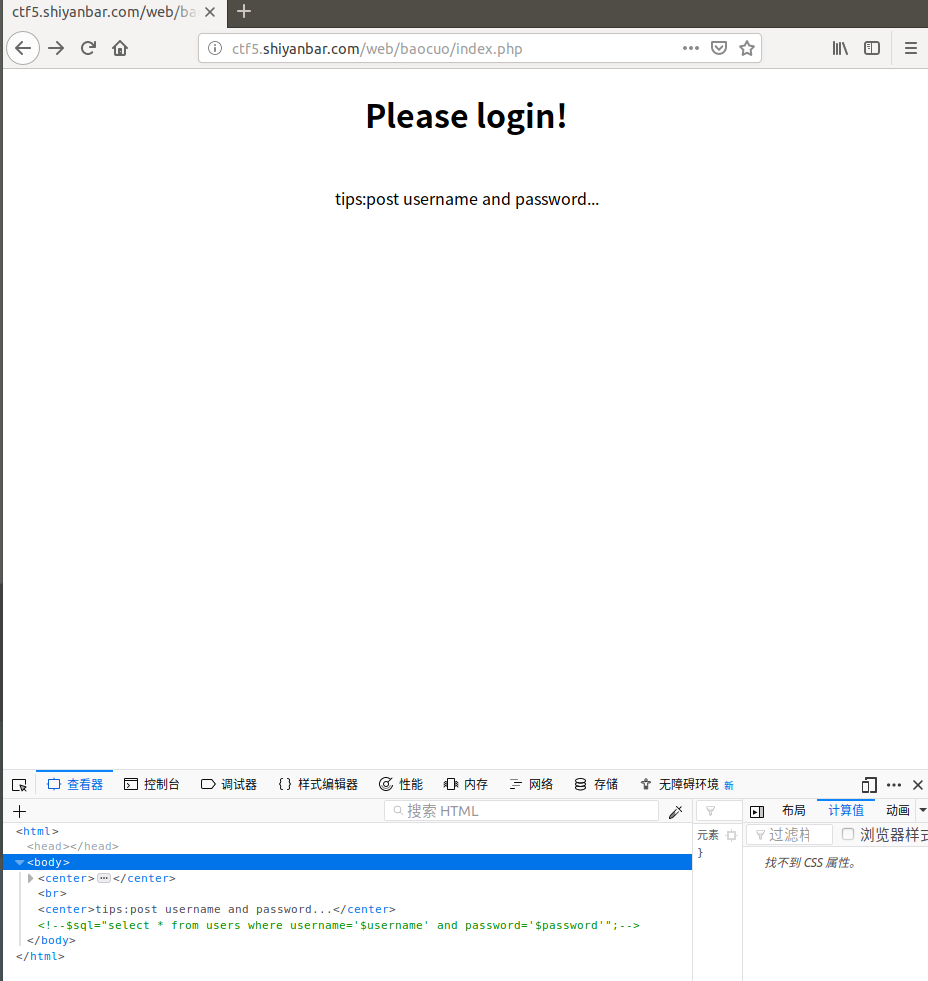 ctf5.shiyanbar.com/web/ba
ctf5.shiyanbar.com/web/baocuo/index.php
Please login!
tips:post username and password...
查看器 控制台 调试器 样式编辑器 性能 内存 网络 存储 无障碍环境 新
搜索 HTML
布局 计算值 动画
元素
过滤样 浏览器样式
}
找不到 CSS 属性。
<html>
<head></head>
<body>
<center>…</center>
<br>
<center>tips:post username and password...</center>
<!--$sql="select * from users where username='$username' and password='$password'";-->
</body>
</html>